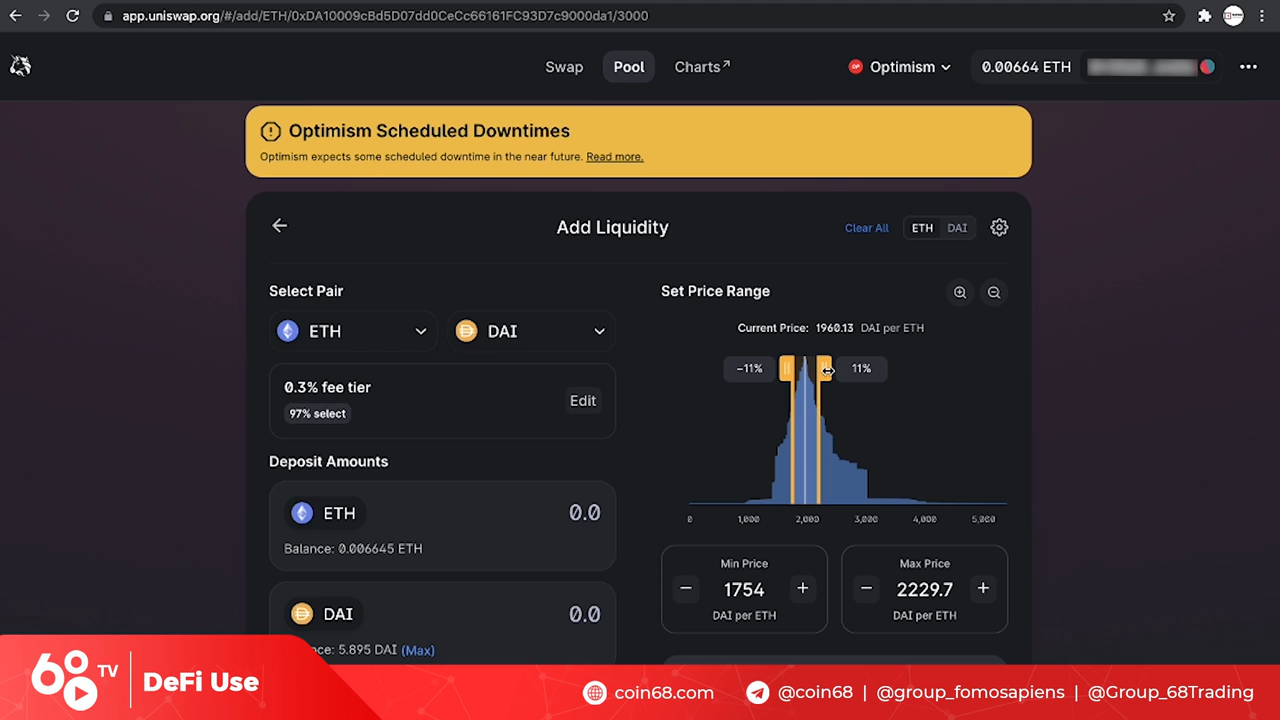 app.uniswap.org/#/add/ETH/0xDA10009cBd5D07dd0CeCc66161FC93D7c9000da1/3000
Swap
Pool
Charts↗
Optimism
0.00664 ETH
Optimism Scheduled Downtimes
Optimism expects some scheduled downtime in the near future. Read more.
Add Liquidity
Clear All
ETH DAI
Select Pair
ETH
DAI
0.3% fee tier
97% select
Edit
Deposit Amounts
ETH
0.0
Balance: 0.006645 ETH
DAI
0.0
nce: 5.895 DAI (Max)
Set Price Range
Current Price: 1960.13 DAI per ETH
-11%
11%
0 1,000 2,000 3,000 4,000 5,000
Min Price
1754
DAI per ETH
Max Price
2229.7
DAI per ETH
68 TV
DeFi Use
coin68.com
@coin68 | @group_fomosapiens | @Group_68Trading